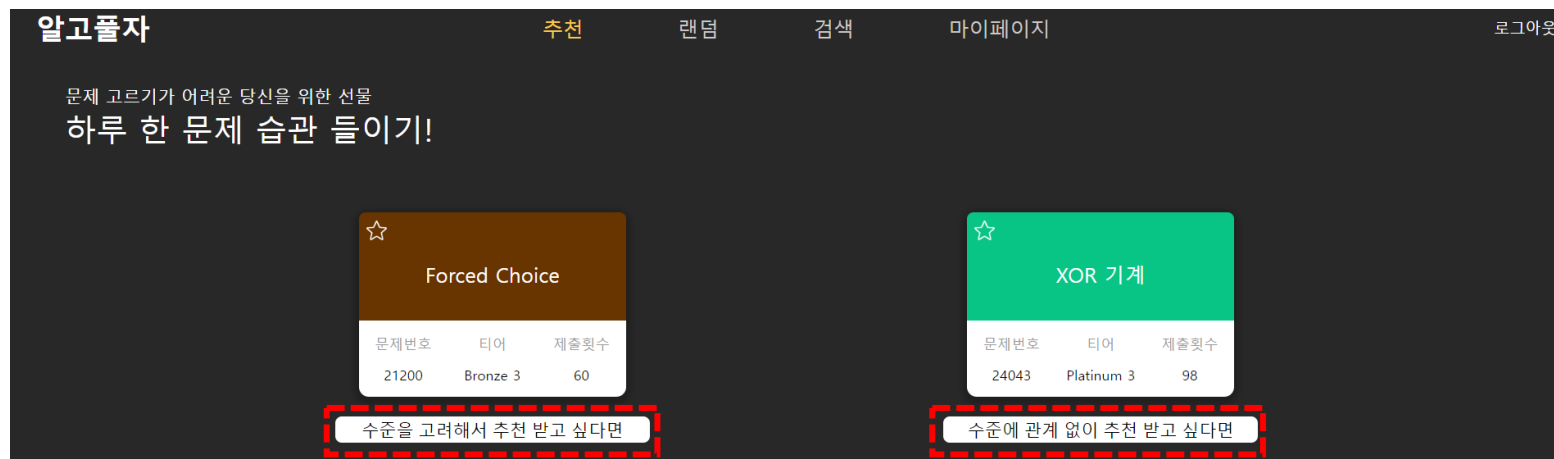 알고풀자 추천 랜덤 검색 마이페이지 로그아웃
문제 고르기가 어려운 당신을 위한 선물
하루 한 문제 습관 들이기!
Forced Choice
문제번호 티어 제출횟수
21200 Bronze 3 60
수준을 고려해서 추천 받고 싶다면
XOR 기계
문제번호 티어 제출횟수
24043 Platinum 3 98
수준에 관계 없이 추천 받고 싶다면